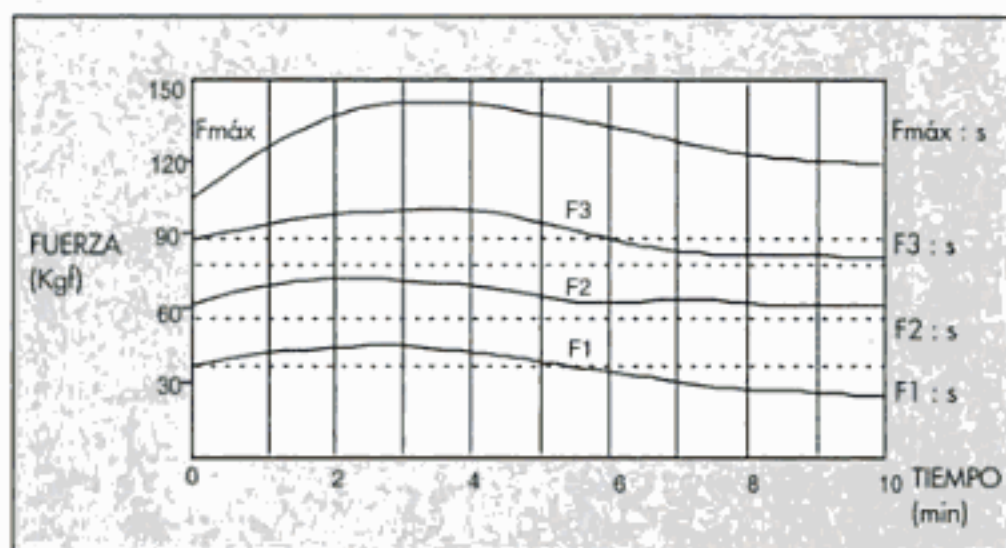 150
Fmáx
Fmáx : s
120
F3
FUERZA
(Kgf)
90
F3 : s
F2
60
F2 : s
F1
30
F1 : s
0
2
4
6
8
10
TIEMPO
(min)